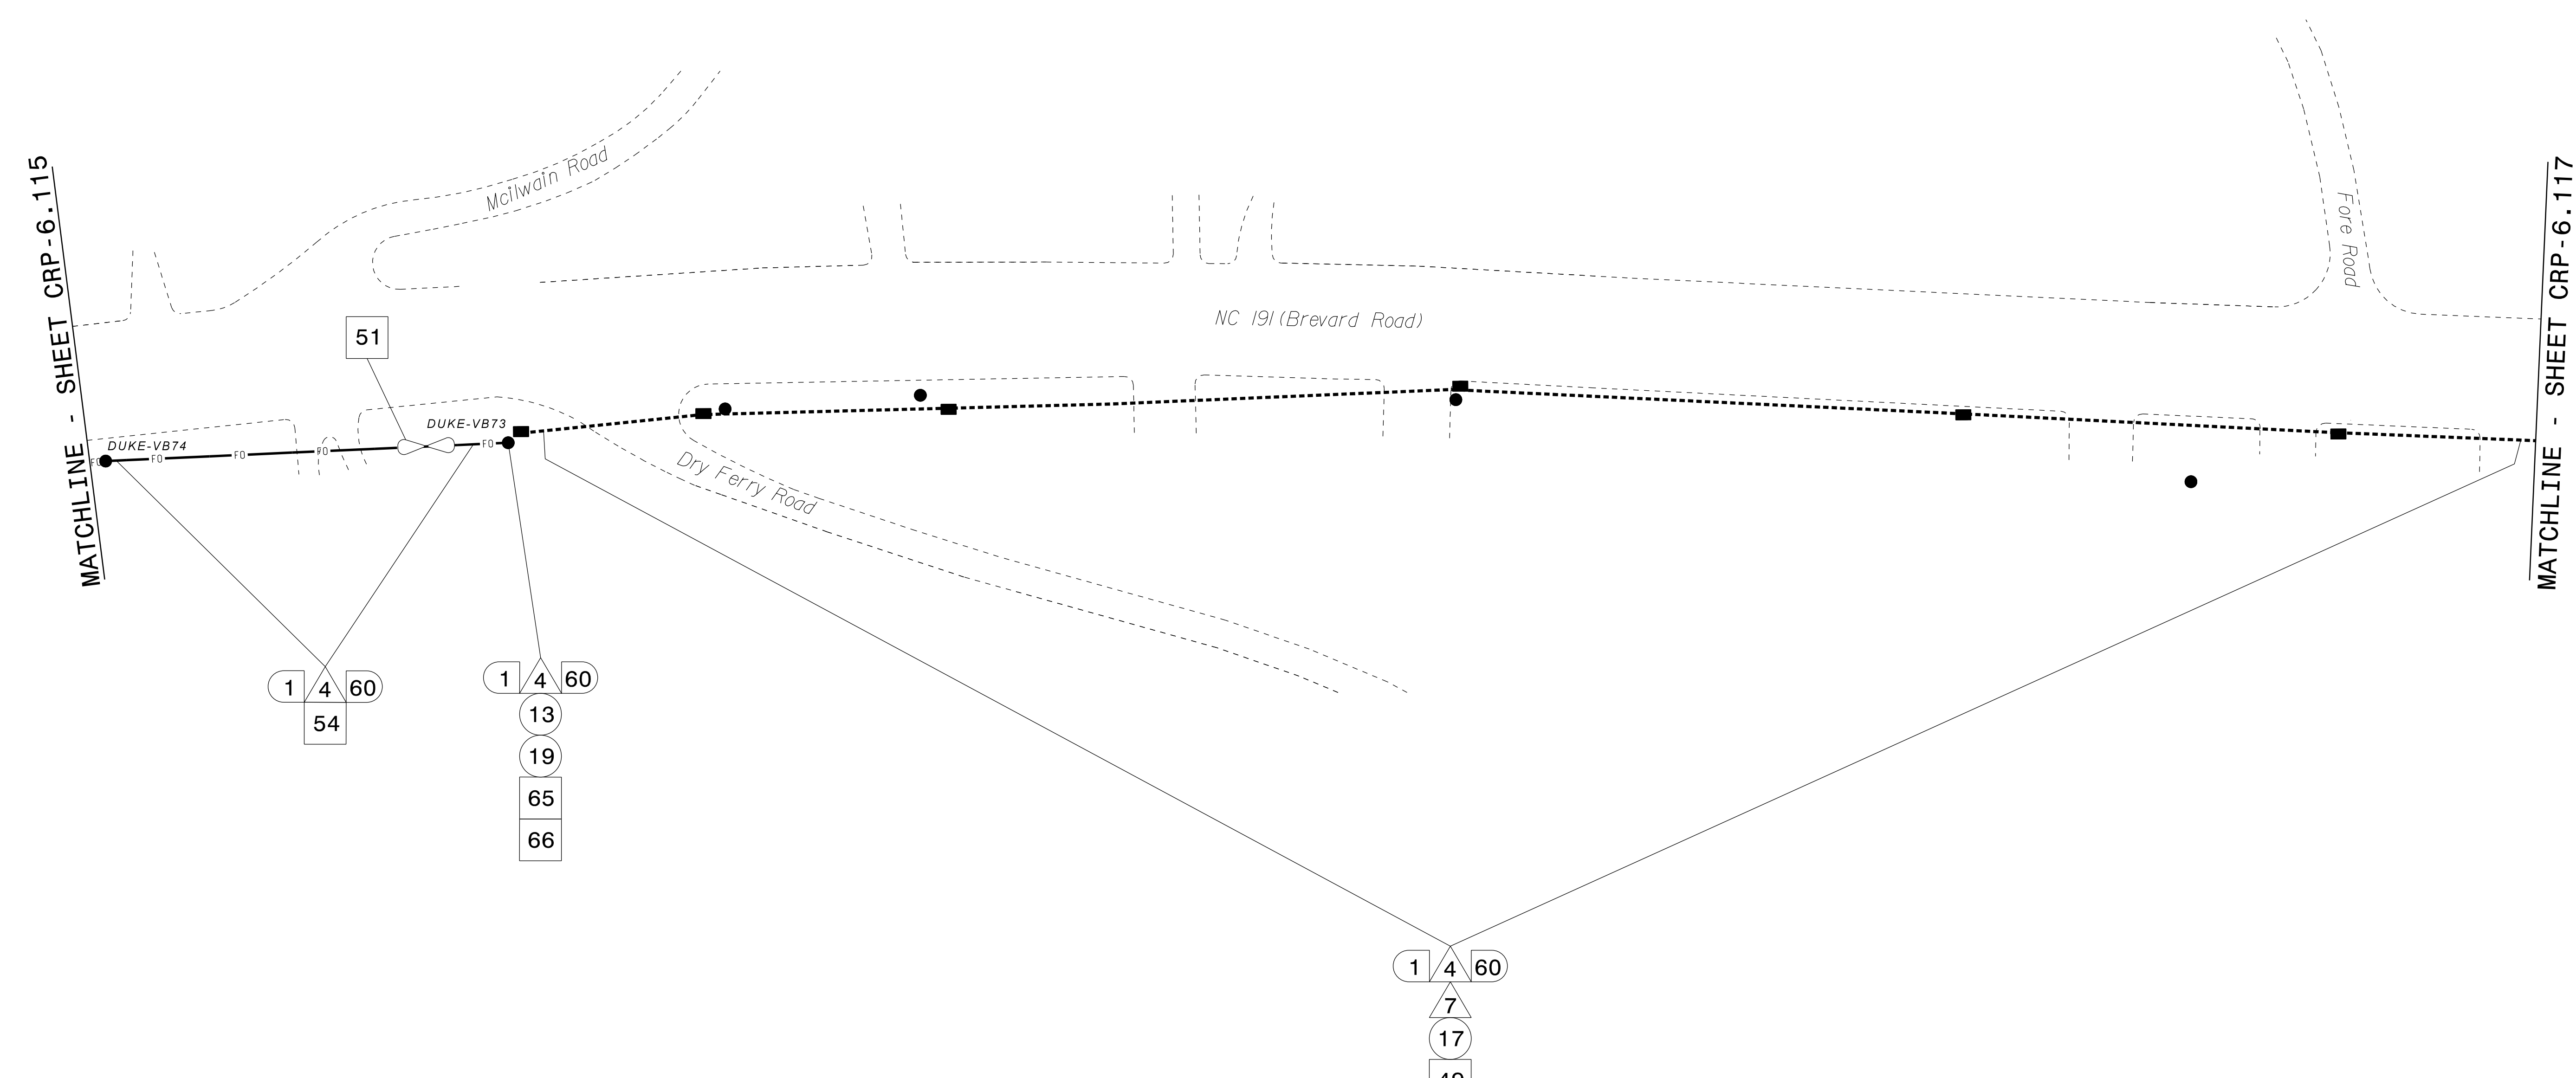 MATCHLINE - SHEET CRP-6.115
McIlwain Road
Fore Road
MATCHLINE - SHEET CRP-6.117
NC 191 (Brevard Road)
51
DUKE-VB73
DUKE-VB74
FO
FO
FO
FO
FO
Dry Ferry Road
1 4 60
54
1 4 60
13
19
65
66
1 4 60
7
17